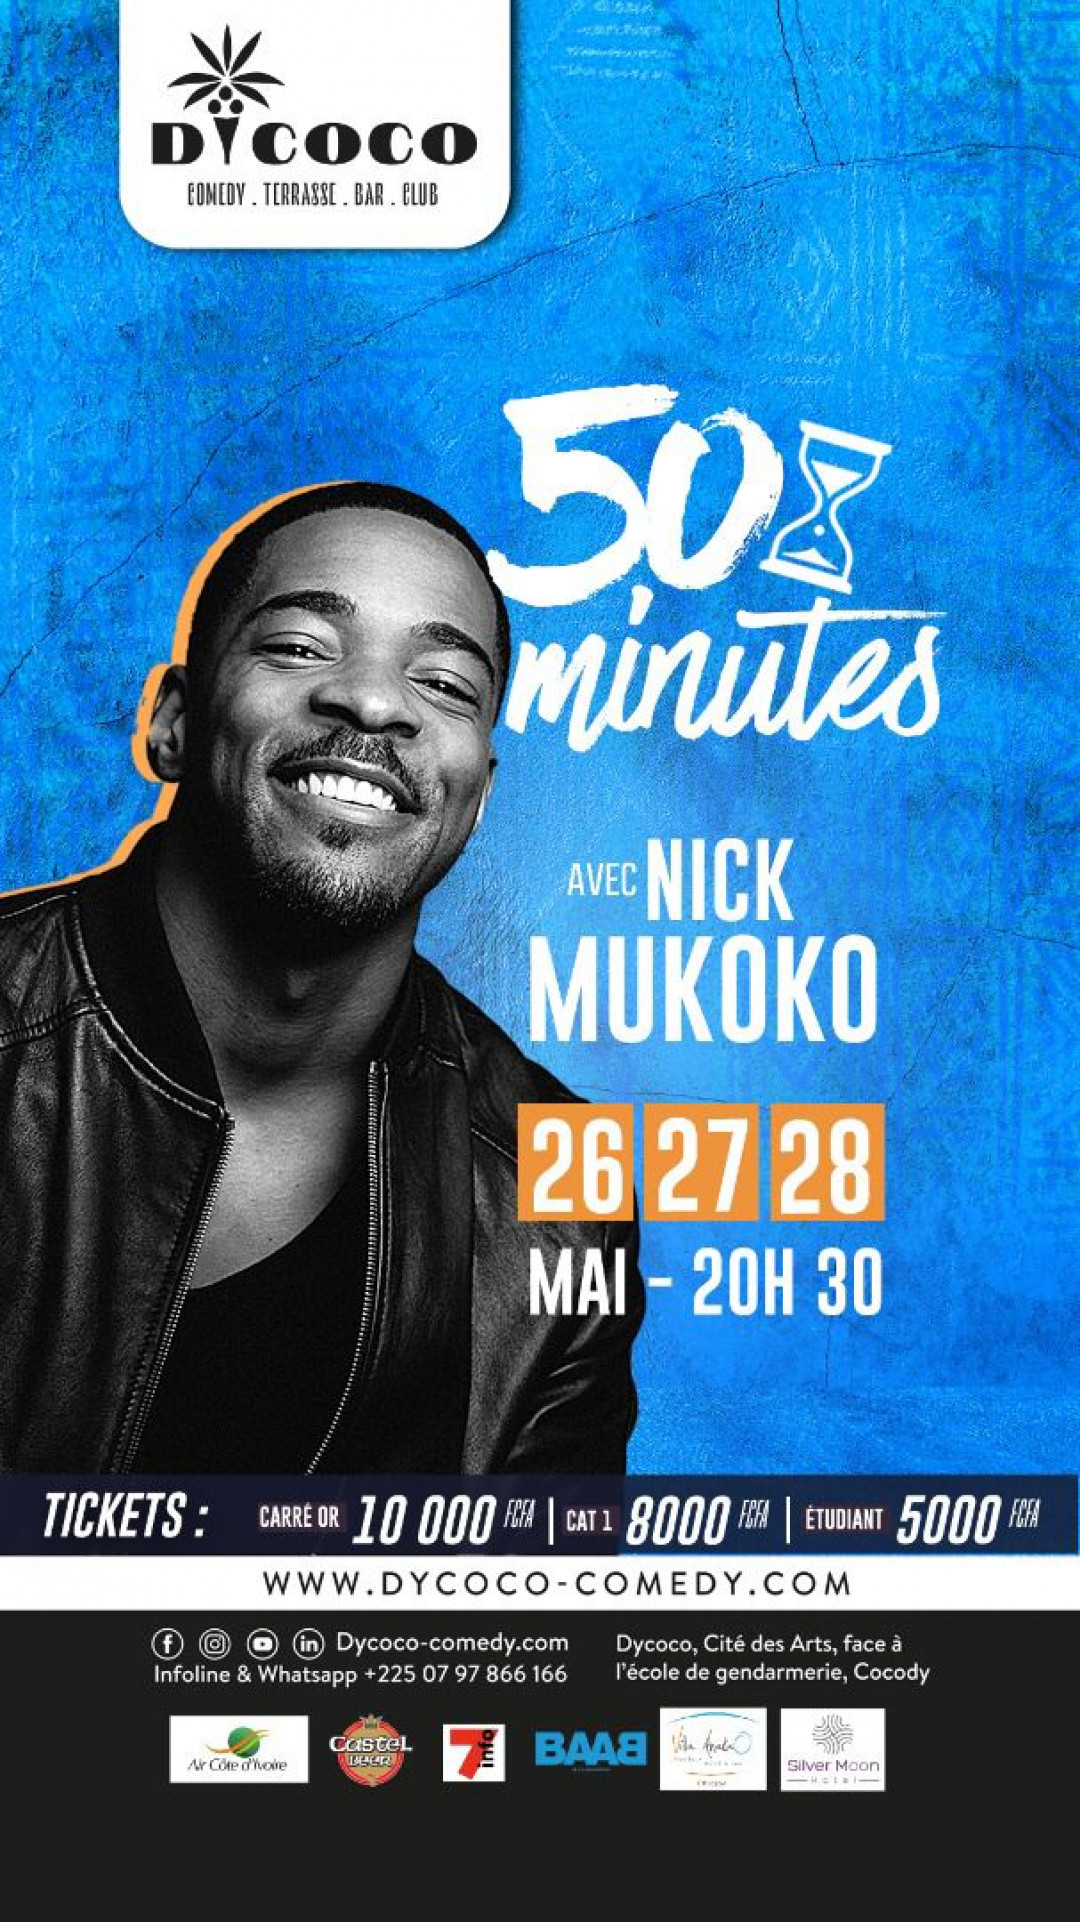 DYCOCO
COMEDY . TERRASSE . BAR . CLUB
50
minutes
AVEC NICK
MUKOKO
26 27 28
MAI - 20H 30
TICKETS : CARRÉ OR 10 000 FCFA | CAT 1 8000 FCFA | ÉTUDIANT 5000 FCFA
WWW.DYCOCO-COMEDY.COM
Dycoco-comedy.com
Infoline & Whatsapp +225 07 97 866 166
Dycoco, Cité des Arts, face à
l'école de gendarmerie, Cocody
Air Côte d'Ivoire
CASTEL
BEER
7 info
BAAB
Villa
Silver Moon
Hotel